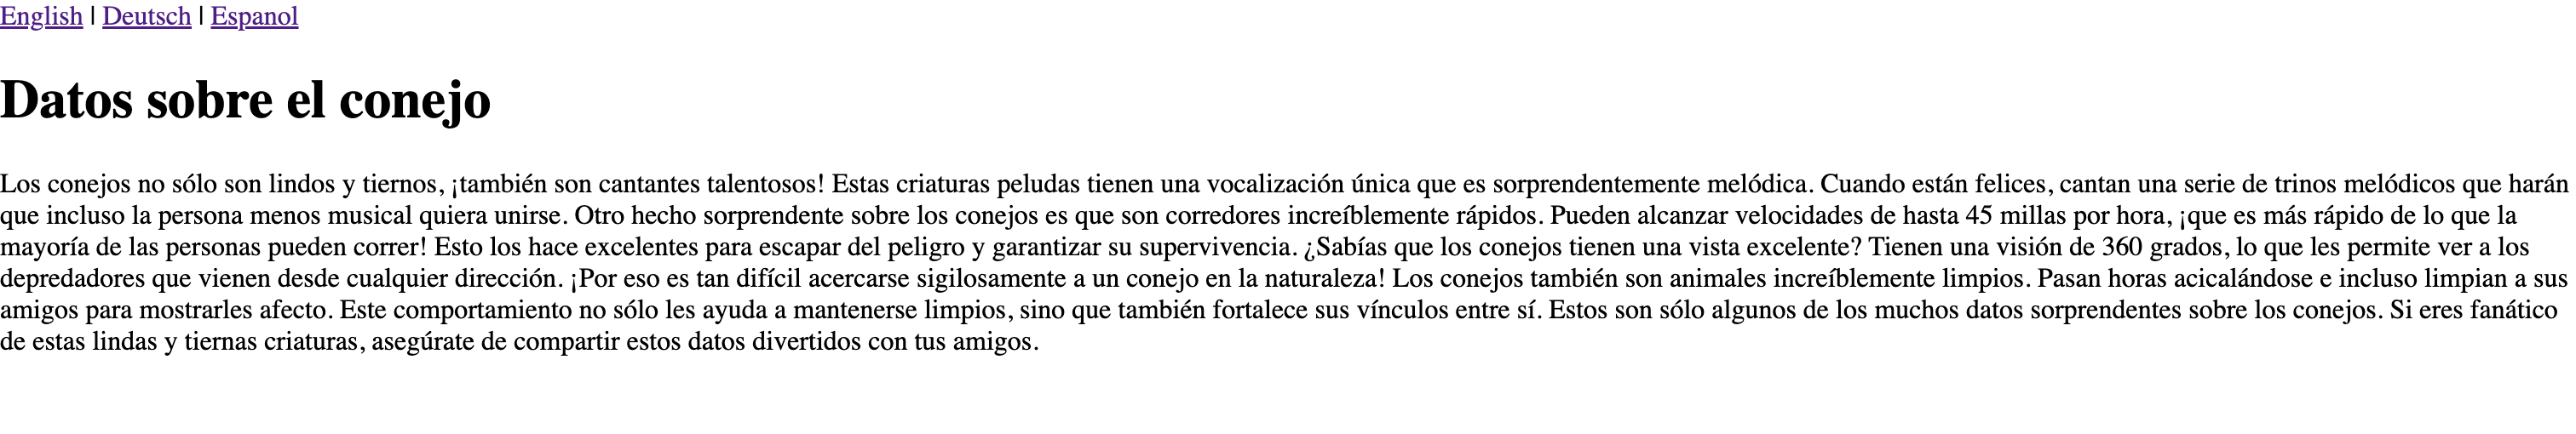 English | Deutsch | Espanol
Datos sobre el conejo
Los conejos no sólo son lindos y tiernos, ¡también son cantantes talentosos! Estas criaturas peludas tienen una vocalización única que es sorprendentemente melódica. Cuando están felices, cantan una serie de trinos melódicos que harán
que incluso la persona menos musical quiera unirse. Otro hecho sorprendente sobre los conejos es que son corredores increíblemente rápidos. Pueden alcanzar velocidades de hasta 45 millas por hora, ¡que es más rápido de lo que la
mayoría de las personas pueden correr! Esto los hace excelentes para escapar del peligro y garantizar su supervivencia. ¿Sabías que los conejos tienen una vista excelente? Tienen una visión de 360 grados, lo que les permite ver a los
depredadores que vienen desde cualquier dirección. ¡Por eso es tan difícil acercarse sigilosamente a un conejo en la naturaleza! Los conejos también son animales increíblemente limpios. Pasan horas acicalándose e incluso limpian a sus
amigos para mostrarles afecto. Este comportamiento no sólo les ayuda a mantenerse limpios, sino que también fortalece sus vínculos entre sí. Estos son sólo algunos de los muchos datos sorprendentes sobre los conejos. Si eres fanático
de estas lindas y tiernas criaturas, asegúrate de compartir estos datos divertidos con tus amigos.